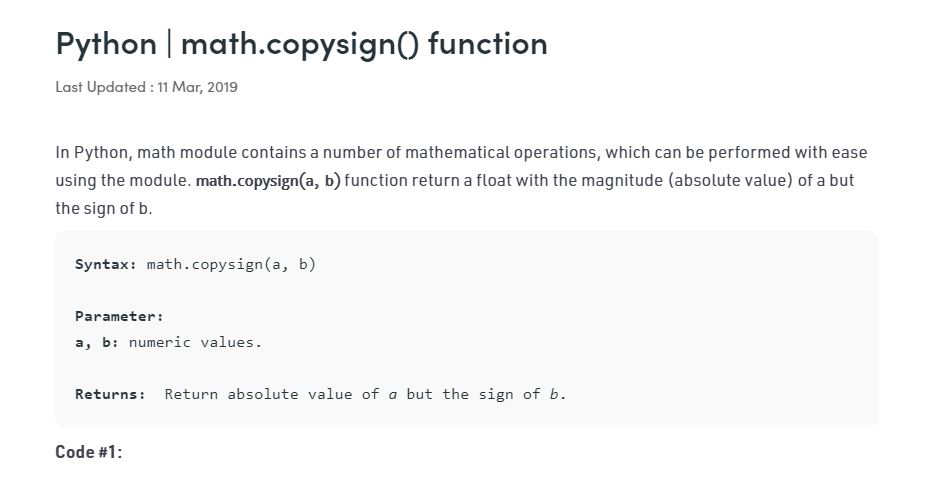 Python | math.copysign() function
Last Updated : 11 Mar, 2019
In Python, math module contains a number of mathematical operations, which can be performed with ease
using the module. math.copysign(a, b) function return a float with the magnitude (absolute value) of a but
the sign of b.
Syntax: math.copysign(a, b)
Parameter:
a, b: numeric values.
Returns:  Return absolute value of a but the sign of b.
Code #1: